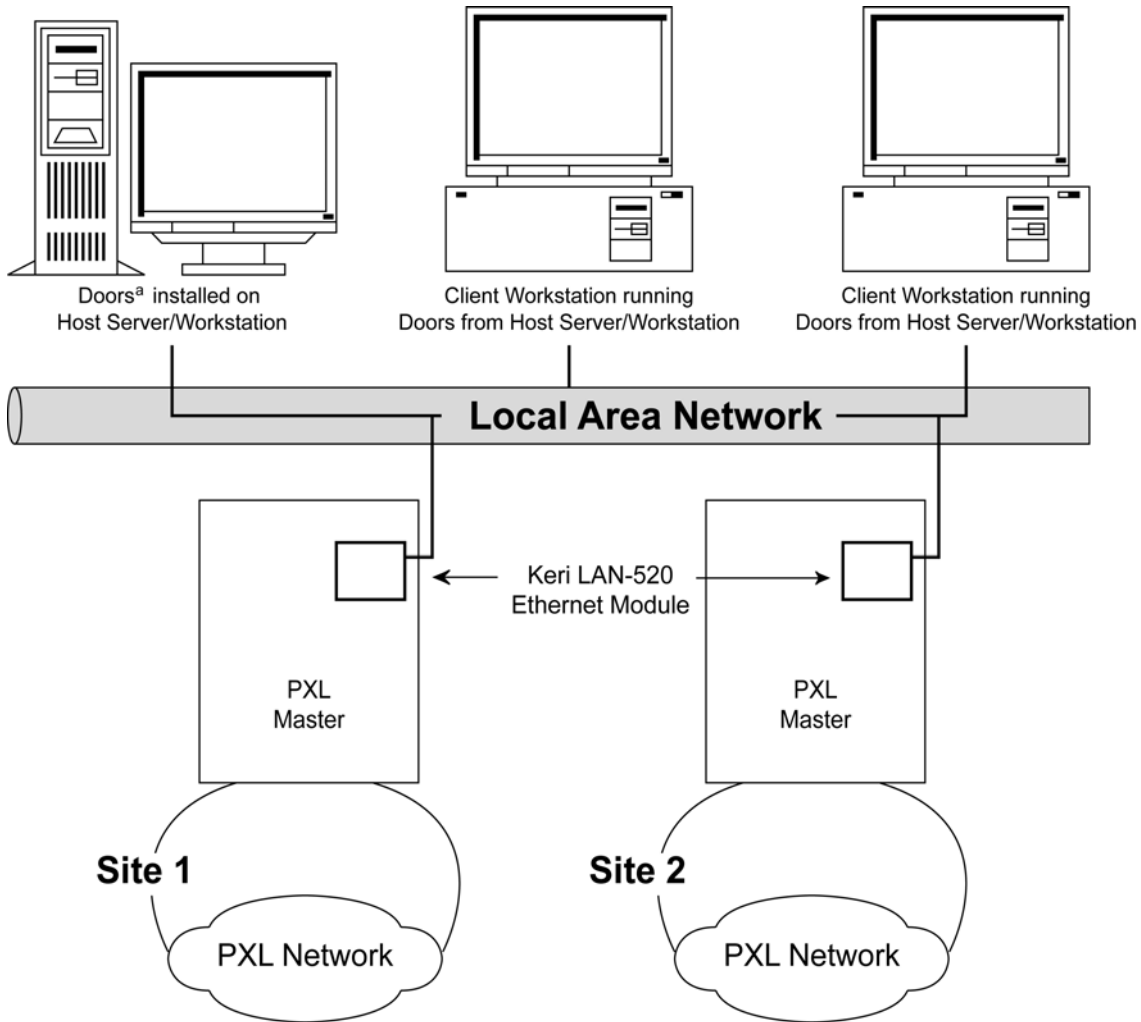 Doorsª installed on
Host Server/Workstation
Client Workstation running
Doors from Host Server/Workstation
Client Workstation running
Doors from Host Server/Workstation
Local Area Network
Keri LAN-520
Ethernet Module
PXL
Master
PXL
Master
Site 1
Site 2
PXL Network
PXL Network